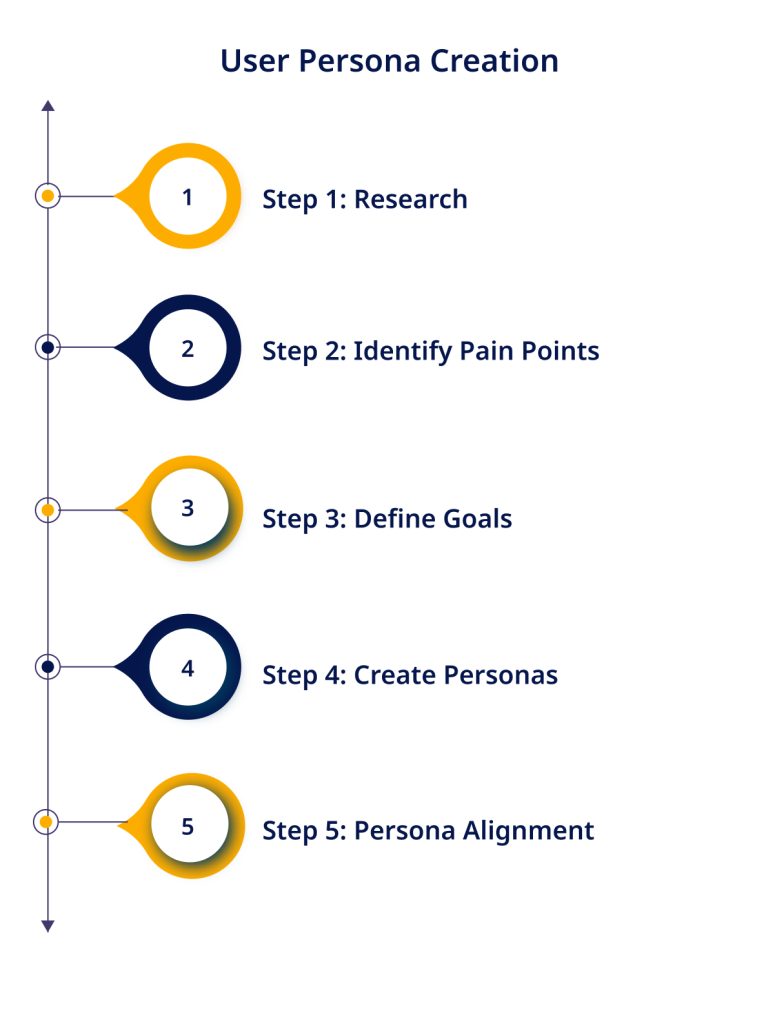 User Persona Creation
1
Step 1: Research
2
Step 2: Identify Pain Points
3
Step 3: Define Goals
4
Step 4: Create Personas
5
Step 5: Persona Alignment